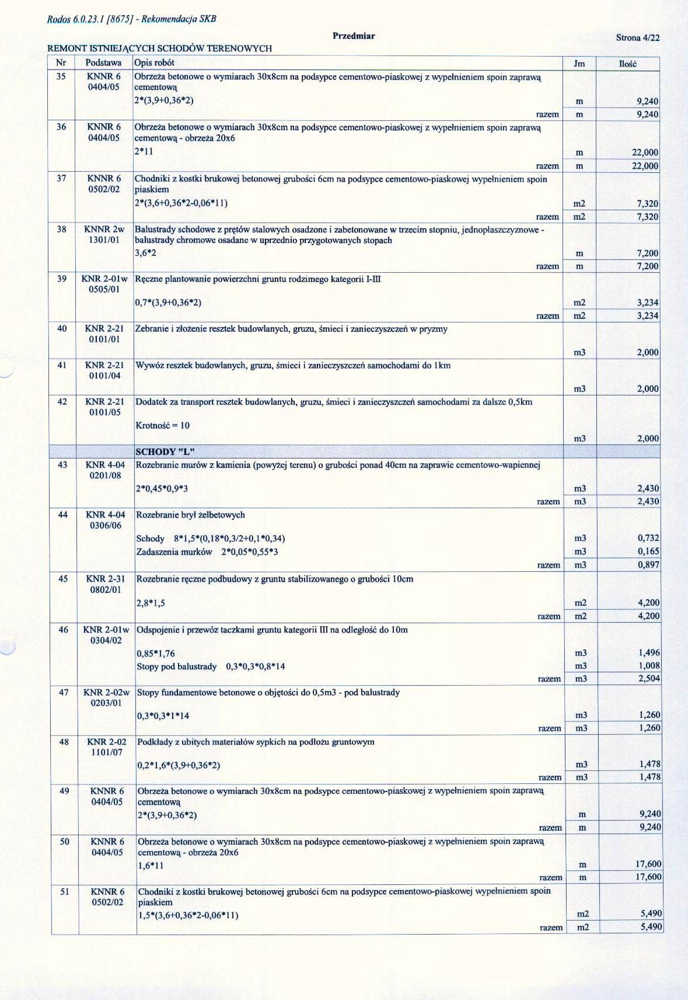 Rodos 6.0.23.1 [8675] - Rekomendacja SKB
Przedmiar
Strona 4/22
REMONT ISTNIEJĄCYCH SCHODÓW TERENOWYCH
Nr Podstawa Opis robót Jm Ilość
35 KNNR 6 Obrzeża betonowe o wymiarach 30x8cm na podsypce cementowo-piaskowej z wypełnieniem spoin zaprawą
0404/05 cementową
2*(3,9+0,36*2) m 9,240
razem m 9,240
36 KNNR 6 Obrzeża betonowe o wymiarach 30x8cm na podsypce cementowo-piaskowej z wypełnieniem spoin zaprawą
0404/05 cementową - obrzeża 20x6
2*11 m 22,000
razem m 22,000
37 KNNR 6 Chodniki z kostki brukowej betonowej grubości 6cm na podsypce cementowo-piaskowej wypełnieniem spoin
0502/02 piaskiem
2*(3,6+0,36*2-0,06*11) m2 7,320
razem m2 7,320
38 KNNR 2w Balustrady schodowe z prętów stalowych osadzone i zabetonowane w trzecim stopniu, jednopłaszczyznowe -
1301/01 balustrady chromowe osadane w uprzednio przygotowanych stopach
3,6*2 m 7,200
razem m 7,200
39 KNR 2-01w Ręczne plantowanie powierzchni gruntu rodzimego kategorii I-III
0505/01
0,7*(3,9+0,36*2) m2 3,234
razem m2 3,234
40 KNR 2-21 Zebranie i złożenie resztek budowlanych, gruzu, śmieci i zanieczyszczeń w pryzmy
0101/01
m3 2,000
41 KNR 2-21 Wywóz resztek budowlanych, gruzu, śmieci i zanieczyszczeń samochodami do 1km
0101/04
m3 2,000
42 KNR 2-21 Dodatek za transport resztek budowlanych, gruzu, śmieci i zanieczyszczeń samochodami za dalsze 0,5km
0101/05
Krotność = 10
m3 2,000
SCHODY "L"
43 KNR 4-04 Rozebranie murów z kamienia (powyżej terenu) o grubości ponad 40cm na zaprawie cementowo-wapiennej
0201/08
2*0,45*0,9*3 m3 2,430
razem m3 2,430
44 KNR 4-04 Rozebranie brył żelbetowych
0306/06
Schody 8*1,5*(0,18*0,3/2+0,1*0,34) m3 0,732
Zadaszenia murków 2*0,05*0,55*3 m3 0,165
razem m3 0,897
45 KNR 2-31 Rozebranie ręczne podbudowy z gruntu stabilizowanego o grubości 10cm
0802/01
2,8*1,5 m2 4,200
razem m2 4,200
46 KNR 2-01w Odspojenie i przewóz taczkami gruntu kategorii III na odległość do 10m
0304/02
0,85*1,76 m3 1,496
Stopy pod balustrady 0,3*0,3*0,8*14 m3 1,008
razem m3 2,504
47 KNR 2-02w Stopy fundamentowe betonowe o objętości do 0,5m3 - pod balustrady
0203/01
0,3*0,3*1*14 m3 1,260
razem m3 1,260
48 KNR 2-02 Podkłady z ubitych materiałów sypkich na podłożu gruntowym
1101/07
0,2*1,6*(3,9+0,36*2) m3 1,478
razem m3 1,478
49 KNNR 6 Obrzeża betonowe o wymiarach 30x8cm na podsypce cementowo-piaskowej z wypełnieniem spoin zaprawą
0404/05 cementową
2*(3,9+0,36*2) m 9,240
razem m 9,240
50 KNNR 6 Obrzeża betonowe o wymiarach 30x8cm na podsypce cementowo-piaskowej z wypełnieniem spoin zaprawą
0404/05 cementową - obrzeża 20x6
1,6*11 m 17,600
razem m 17,600
51 KNNR 6 Chodniki z kostki brukowej betonowej grubości 6cm na podsypce cementowo-piaskowej wypełnieniem spoin
0502/02 piaskiem
1,5*(3,6+0,36*2-0,06*11) m2 5,490
razem m2 5,490